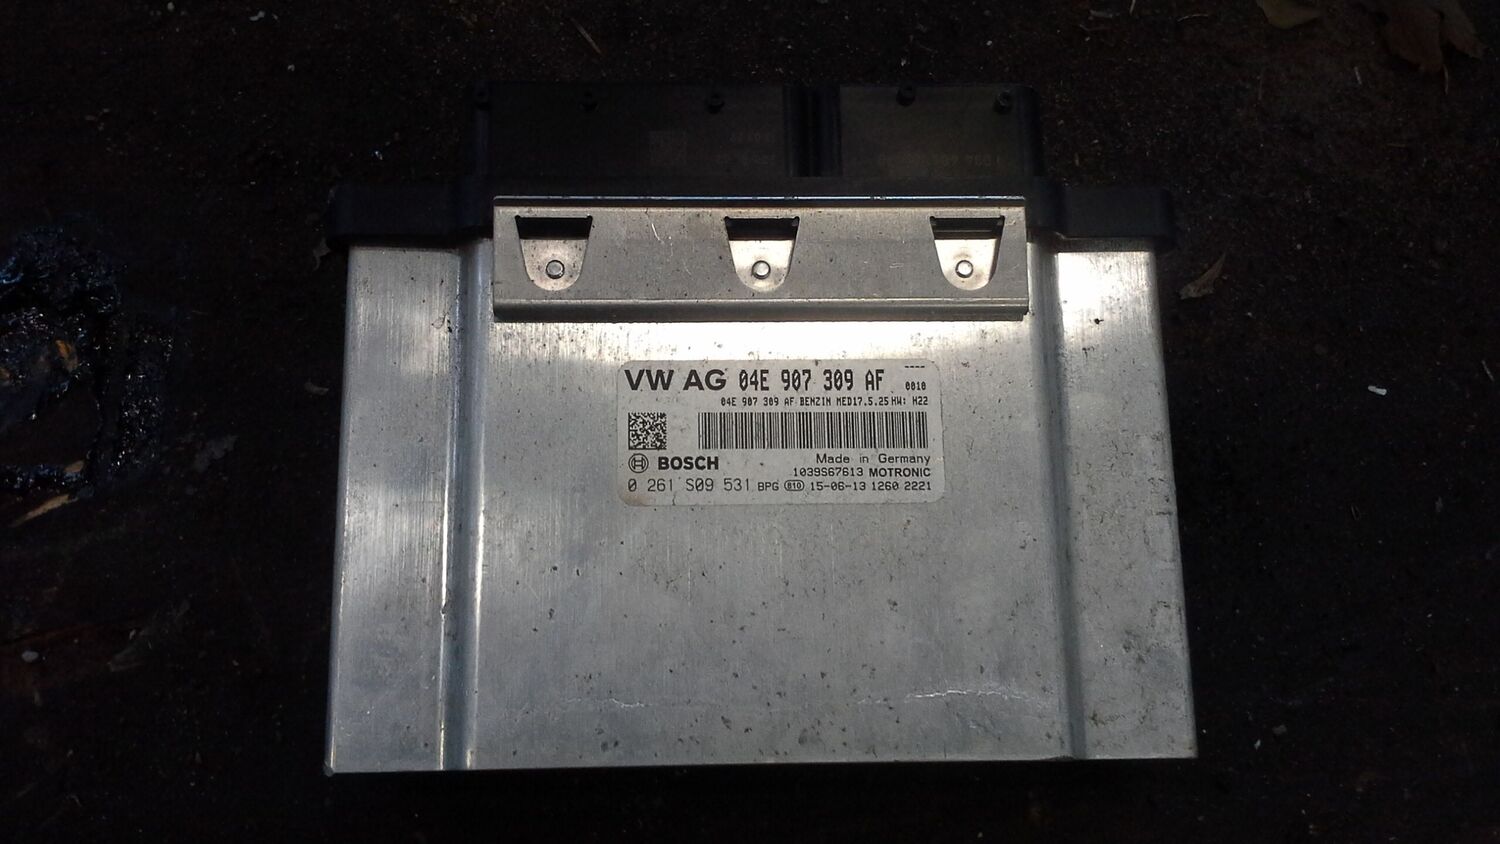 ----
VW AG 04E 907 309 AF 0010
04E 907 309 AF BENZIN MED17.5.25 HW: H22
BOSCH Made in Germany
1039S67613 MOTRONIC
0 261 S09 531 BPG 810 15-06-13 1260 2221